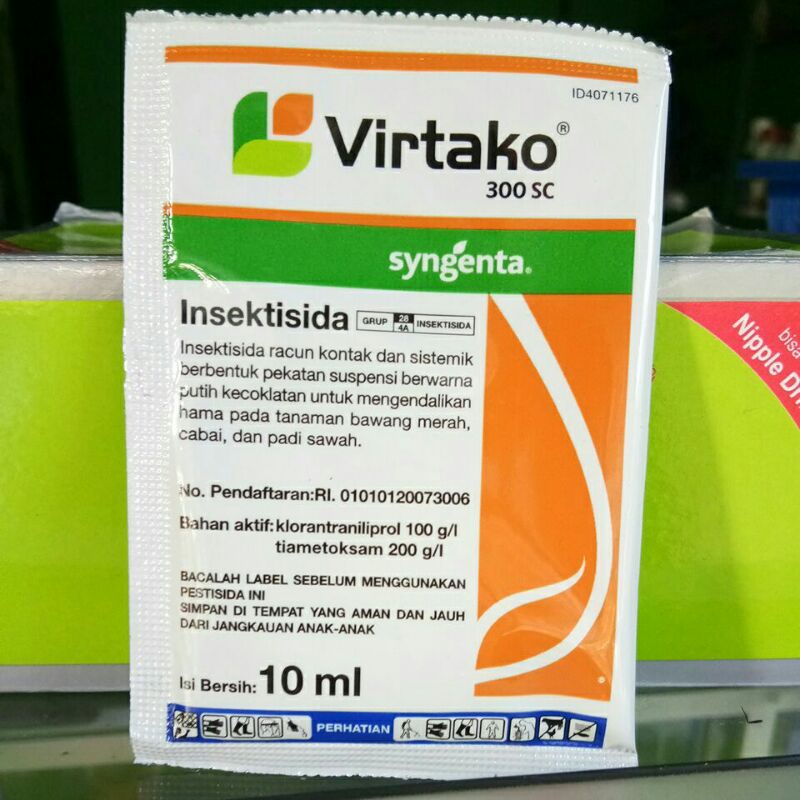 ID4071176
Virtako®
300 SC
syngenta®
Insektisida GRUP 28 4A INSEKTISIDA
Insektisida racun kontak dan sistemik
berbentuk pekatan suspensi berwarna
putih kecoklatan untuk mengendalikan
hama pada tanaman bawang merah,
cabai, dan padi sawah.
No. Pendaftaran:RI. 01010120073006
Bahan aktif: klorantraniliprol 100 g/l
tiametoksam 200 g/l
BACALAH LABEL SEBELUM MENGGUNAKAN
PESTISIDA INI
SIMPAN DI TEMPAT YANG AMAN DAN JAUH
DARI JANGKAUAN ANAK-ANAK
Isi Bersih: 10 ml
PERHATIAN
bisa
Nipple